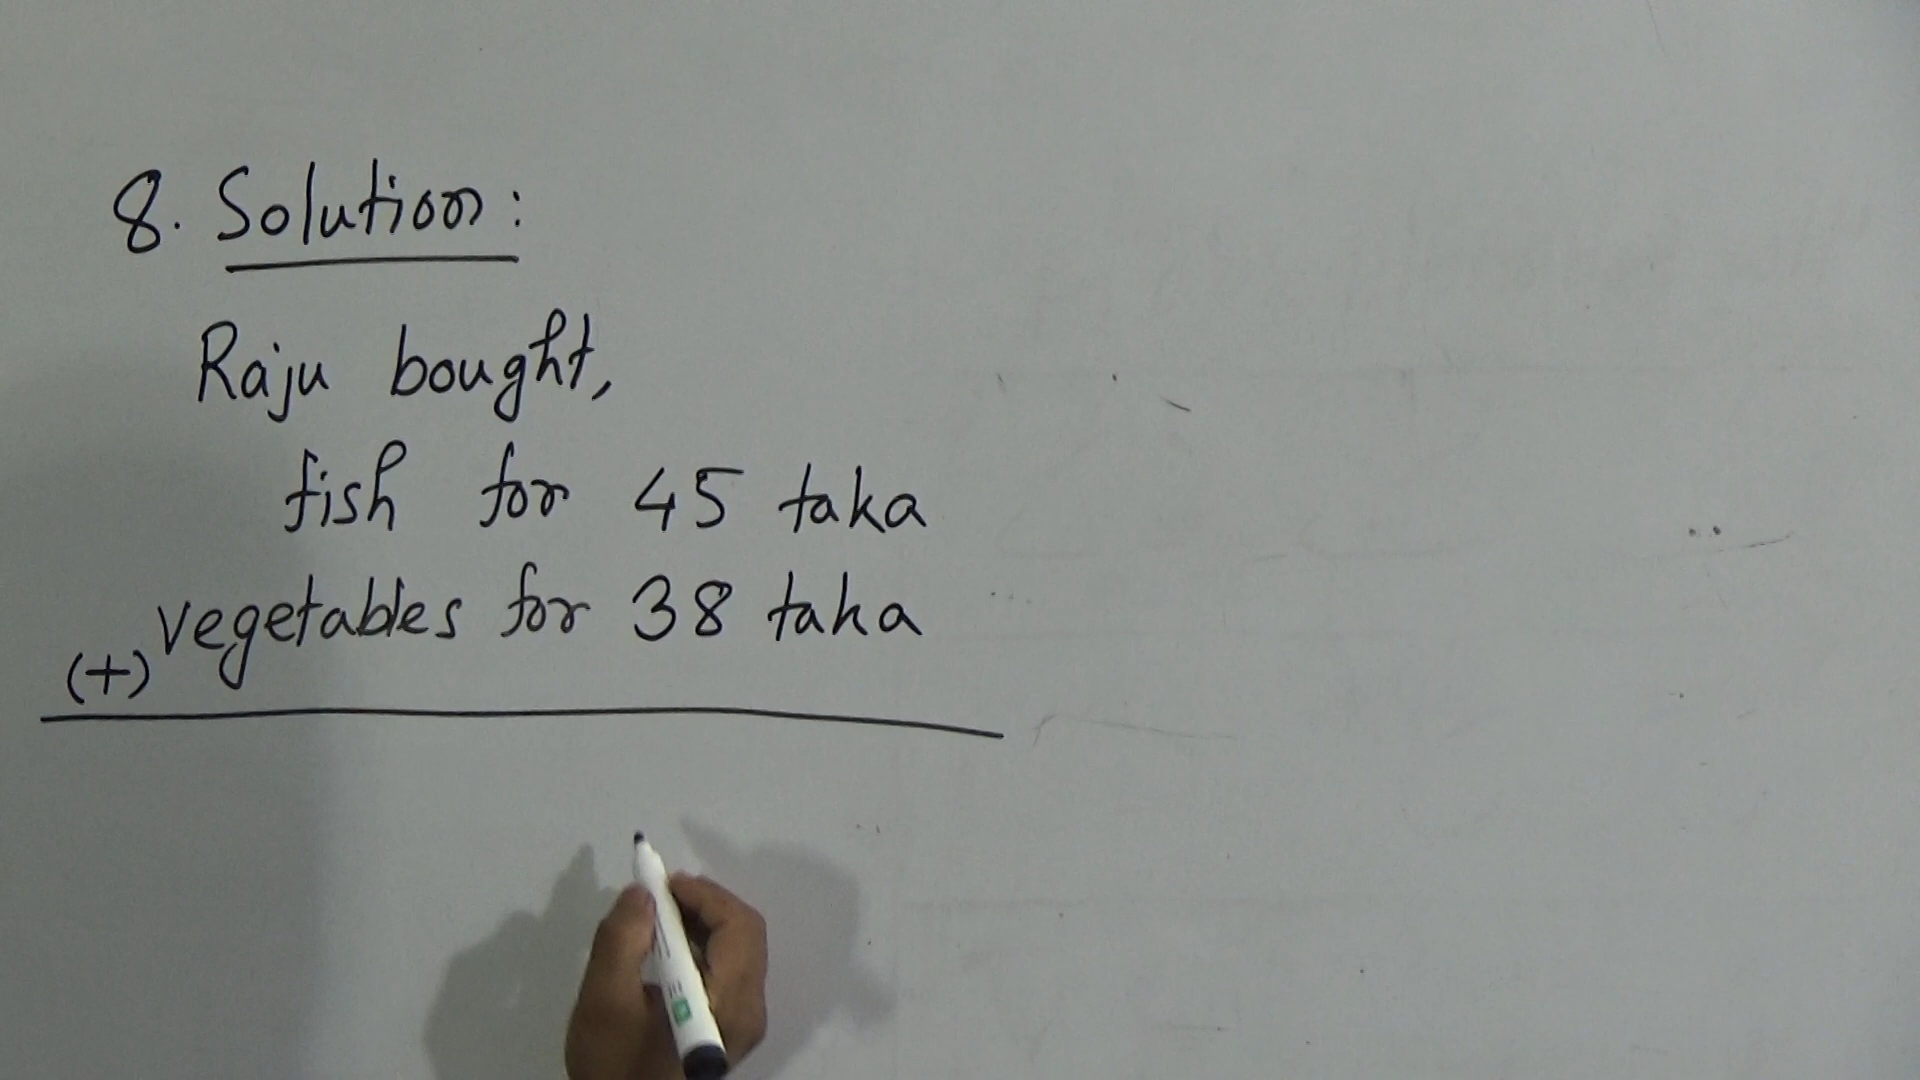 8. Solution:
Raju bought,
fish for 45 taka
vegetables for 38 taka
(+)